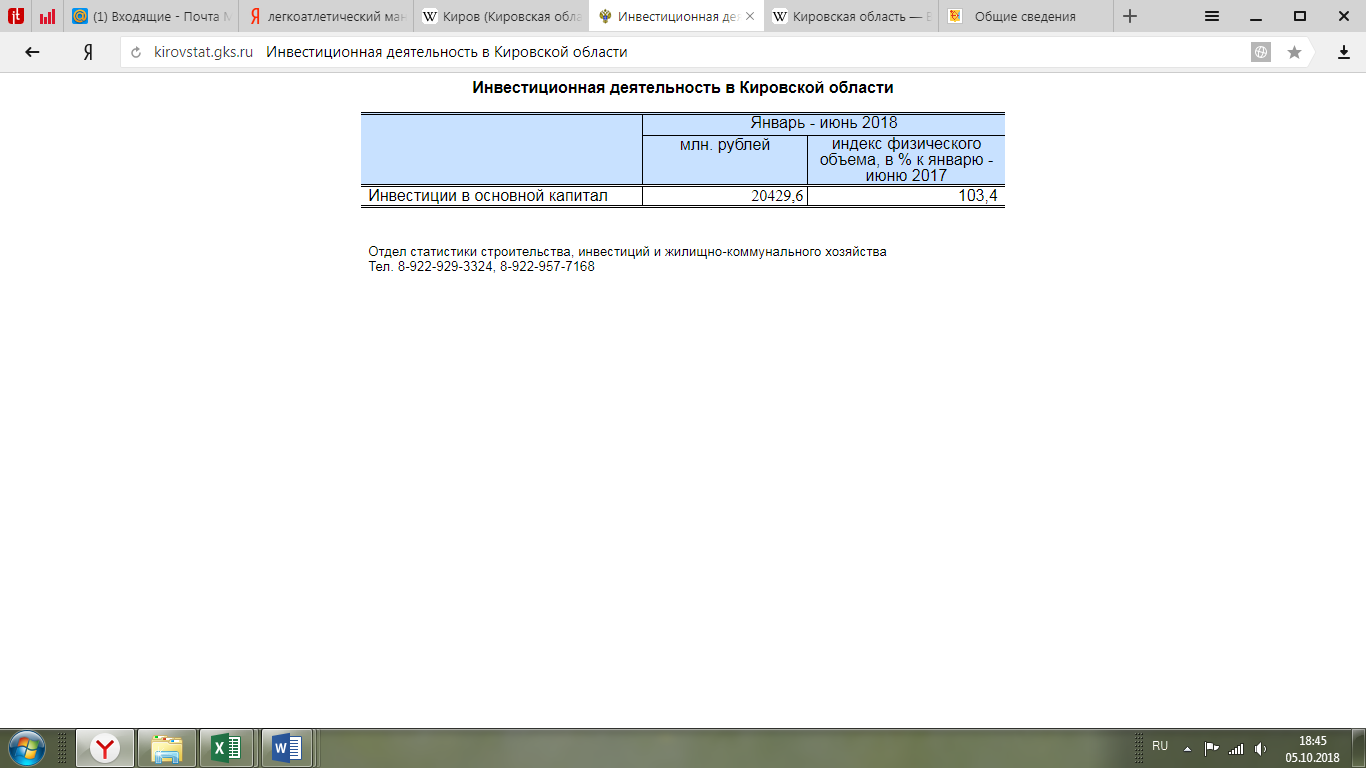 (1) Входящие - Почта M
легкоатлетический ман
Киров (Кировская обла
Инвестиционная де
Кировская область — В
Общие сведения
kirovstat.gks.ru Инвестиционная деятельность в Кировской области
Инвестиционная деятельность в Кировской области
Январь - июнь 2018
млн. рублей
индекс физического
объема, в % к январю -
июню 2017
Инвестиции в основной капитал 20429,6 103,4
Отдел статистики строительства, инвестиций и жилищно-коммунального хозяйства
Тел. 8-922-929-3324, 8-922-957-7168
RU
18:45
05.10.2018